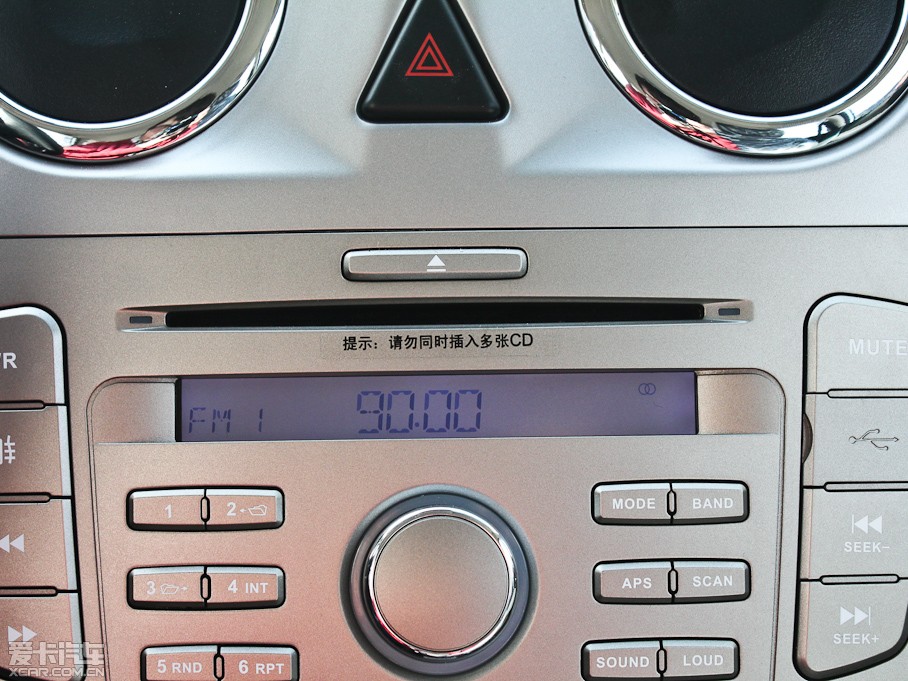 提示：请勿同时插入多张CD
MUTE
FM1 90.00
1 2
MODE BAND
SEEK–
3 4 INT
APS SCAN
SEEK+
5 RND 6 RPT
SOUND LOUD
爱卡汽车
XCAR.COM.CN